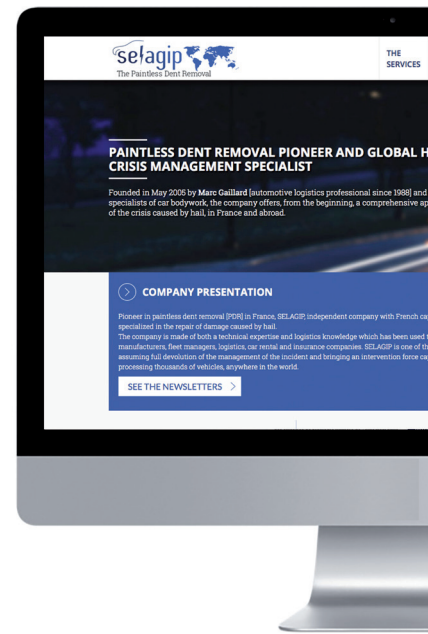 selagip
The Paintless Dent Removal
THE
SERVICES
PAINTLESS DENT REMOVAL PIONEER AND GLOBAL H
CRISIS MANAGEMENT SPECIALIST
Founded in May 2005 by Marc Gaillard [automotive logistics professional since 1988] and
specialists of car bodywork, the company offers, from the beginning, a comprehensive ap
of the crisis caused by hail, in France and abroad.
COMPANY PRESENTATION
Pioneer in paintless dent removal [PDR] in France, SELAGIP, independent company with French ca
specialized in the repair of damage caused by hail.
The company is made of both a technical expertise and logistics knowledge which has been used
manufacturers, fleet managers, logistics, car rental and insurance companies. SELAGIP is one of th
assuming full devolution of the management of the incident and bringing an intervention force ca
processing thousands of vehicles, anywhere in the world.
SEE THE NEWSLETTERS